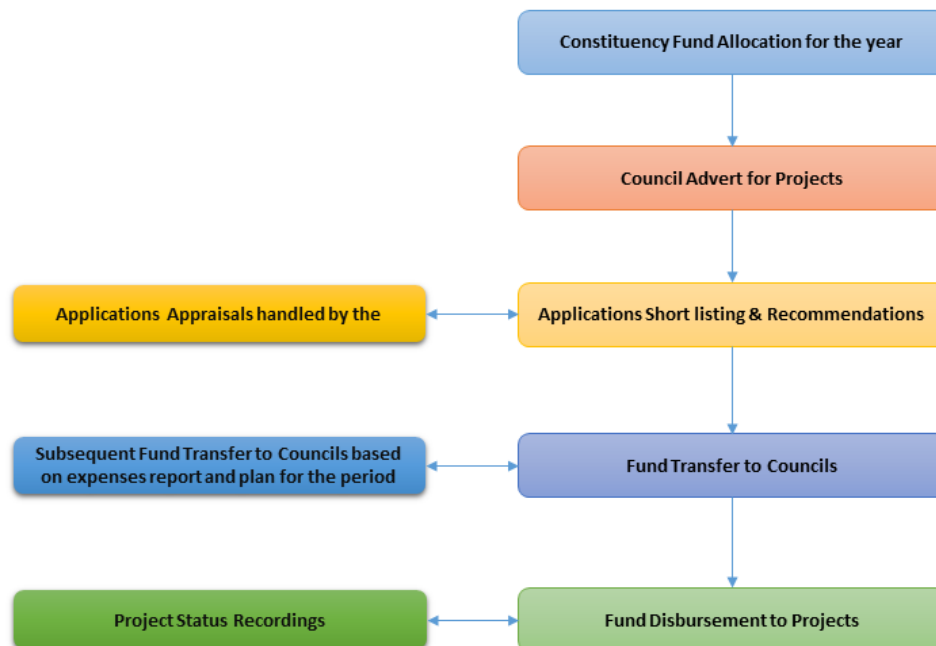 Constituency Fund Allocation for the year
Council Advert for Projects
Applications Appraisals handled by the
Applications Short listing & Recommendations
Subsequent Fund Transfer to Councils based
on expenses report and plan for the period
Fund Transfer to Councils
Project Status Recordings
Fund Disbursement to Projects